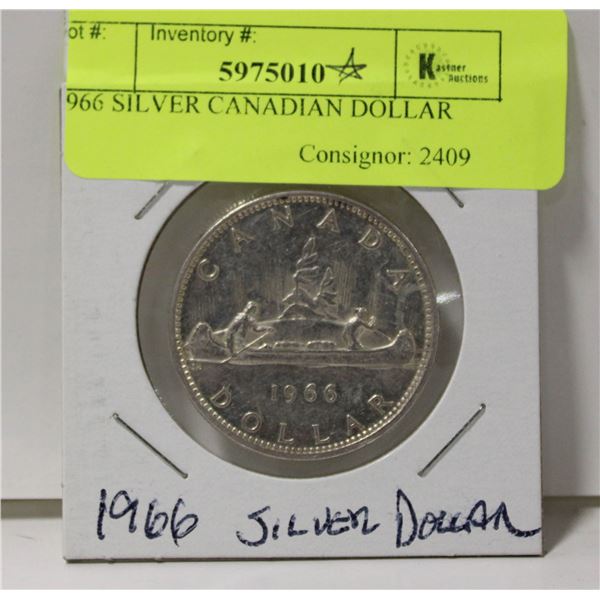 ot #:
Inventory #:
5975010
Kastner
Auctions
966 SILVER CANADIAN DOLLAR
Consignor: 2409
CANADA
1966
DOLLAR
1966 SILVER DOLLAR